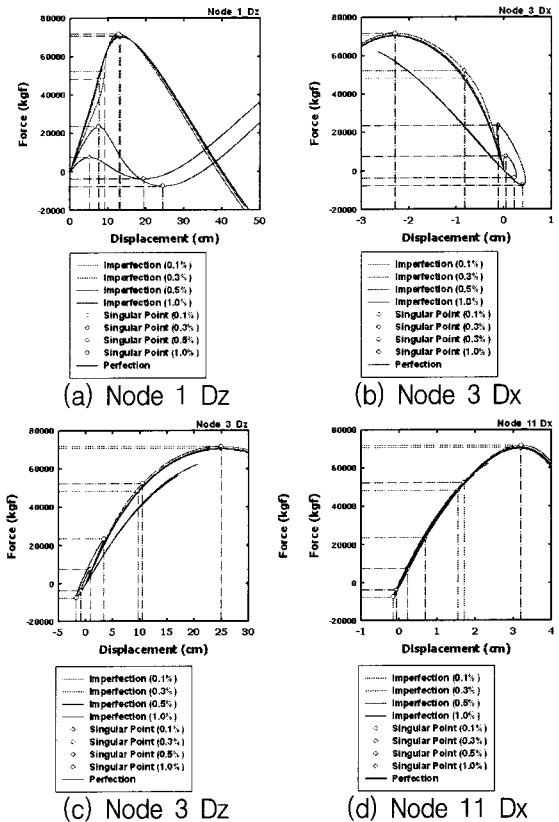 Node_1_Dz
80000
60000
40000
20000
0
-20000
Force (kgf)
0 10 20 30 40 50
Displacement (cm)
Imperfection (0.1%)
Imperfection (0.3%)
Imperfection (0.5%)
Imperfection (1.0%)
Singular Point (0.1%)
Singular Point (0.3%)
Singular Point (0.5%)
Singular Point (1.0%)
Perfection
(a) Node 1 Dz
Node_3_Dx
80000
60000
40000
20000
0
-20000
Force (kgf)
-3 -2 -1 0 1
Displacement (cm)
Imperfection (0.1%)
Imperfection (0.3%)
Imperfection (0.5%)
Imperfection (1.0%)
Singular Point (0.1%)
Singular Point (0.3%)
Singular Point (0.3%)
Singular Point (1.0%)
Perfection
(b) Node 3 Dx
Node_3_Dz
80000
60000
40000
20000
0
-20000
Force (kgf)
-5 0 5 10 15 20 25 30
Displacement (cm)
Imperfection (0.1%)
Imperfection (0.3%)
Imperfection (0.5%)
Imperfection (1.0%)
Singular Point (0.1%)
Singular Point (0.3%)
Singular Point (0.5%)
Singular Point (1.0%)
Perfection
(c) Node 3 Dz
Node_11_Dx
80000
60000
40000
20000
0
-20000
Force (kgf)
-1 0 1 2 3 4
Displacement (cm)
Imperfection (0.1%)
Imperfection (0.3%)
Imperfection (0.5%)
Imperfection (1.0%)
Singular Point (0.1%)
Singular Point (0.3%)
Singular Point (0.5%)
Singular Point (1.0%)
Perfection
(d) Node 11 Dx